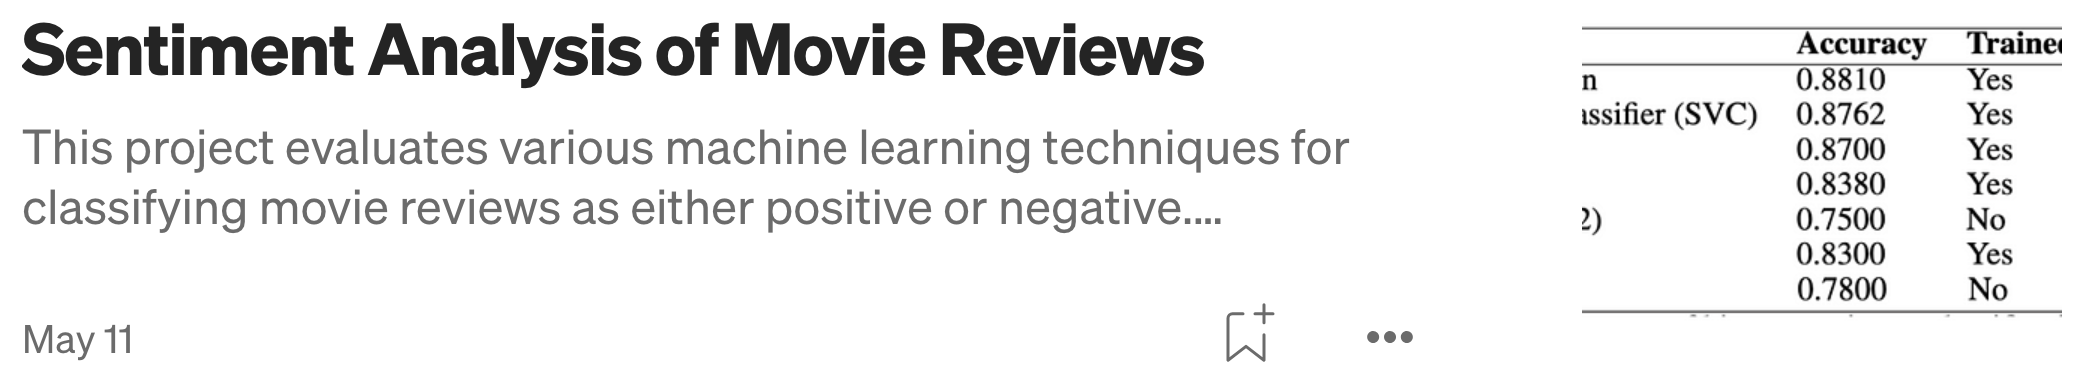 Sentiment Analysis of Movie Reviews
This project evaluates various machine learning techniques for
classifying movie reviews as either positive or negative....
May 11
Accuracy Trained
n 0.8810 Yes
assifier (SVC) 0.8762 Yes
0.8700 Yes
0.8380 Yes
2) 0.7500 No
0.8300 Yes
0.7800 No